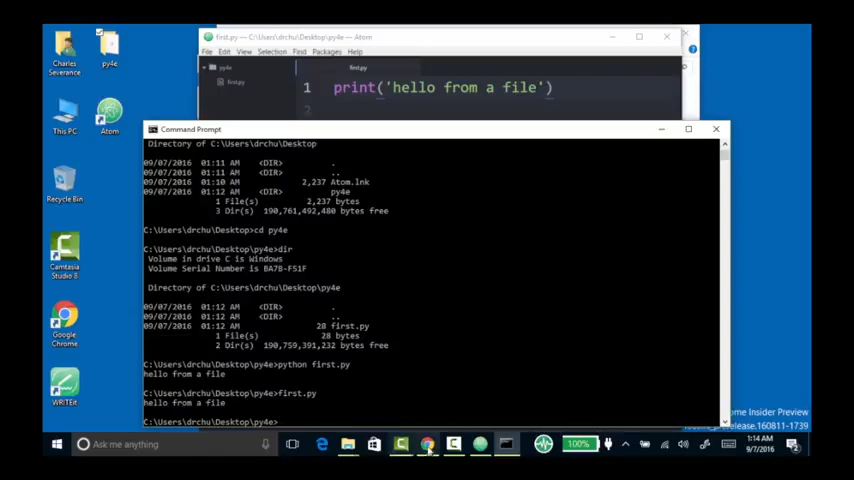 first.py — C:\Users\drchu\Desktop\py4e — Atom
File Edit View Selection Find Packages Help
py4e
first.py
first.py
1 print('hello from a file')
2
Charles Severance
py4e
This PC
Atom
Recycle Bin
Camtasia Studio 8
Google Chrome
WRITEit
Command Prompt
Directory of C:\Users\drchu\Desktop
09/07/2016 01:11 AM <DIR> .
09/07/2016 01:11 AM <DIR> ..
09/07/2016 01:10 AM 2,237 Atom.lnk
09/07/2016 01:12 AM <DIR> py4e
1 File(s) 2,237 bytes
3 Dir(s) 190,761,492,480 bytes free
C:\Users\drchu\Desktop>cd py4e
C:\Users\drchu\Desktop\py4e>dir
Volume in drive C is Windows
Volume Serial Number is BA7B-F51F
Directory of C:\Users\drchu\Desktop\py4e
09/07/2016 01:12 AM <DIR> .
09/07/2016 01:12 AM <DIR> ..
09/07/2016 01:12 AM 28 first.py
1 File(s) 28 bytes
2 Dir(s) 190,759,391,232 bytes free
C:\Users\drchu\Desktop\py4e>python first.py
hello from a file
C:\Users\drchu\Desktop\py4e>first.py
hello from a file
C:\Users\drchu\Desktop\py4e>
ome Insider Preview
release.160811-1739
Ask me anything
100%
1:14 AM
9/7/2016